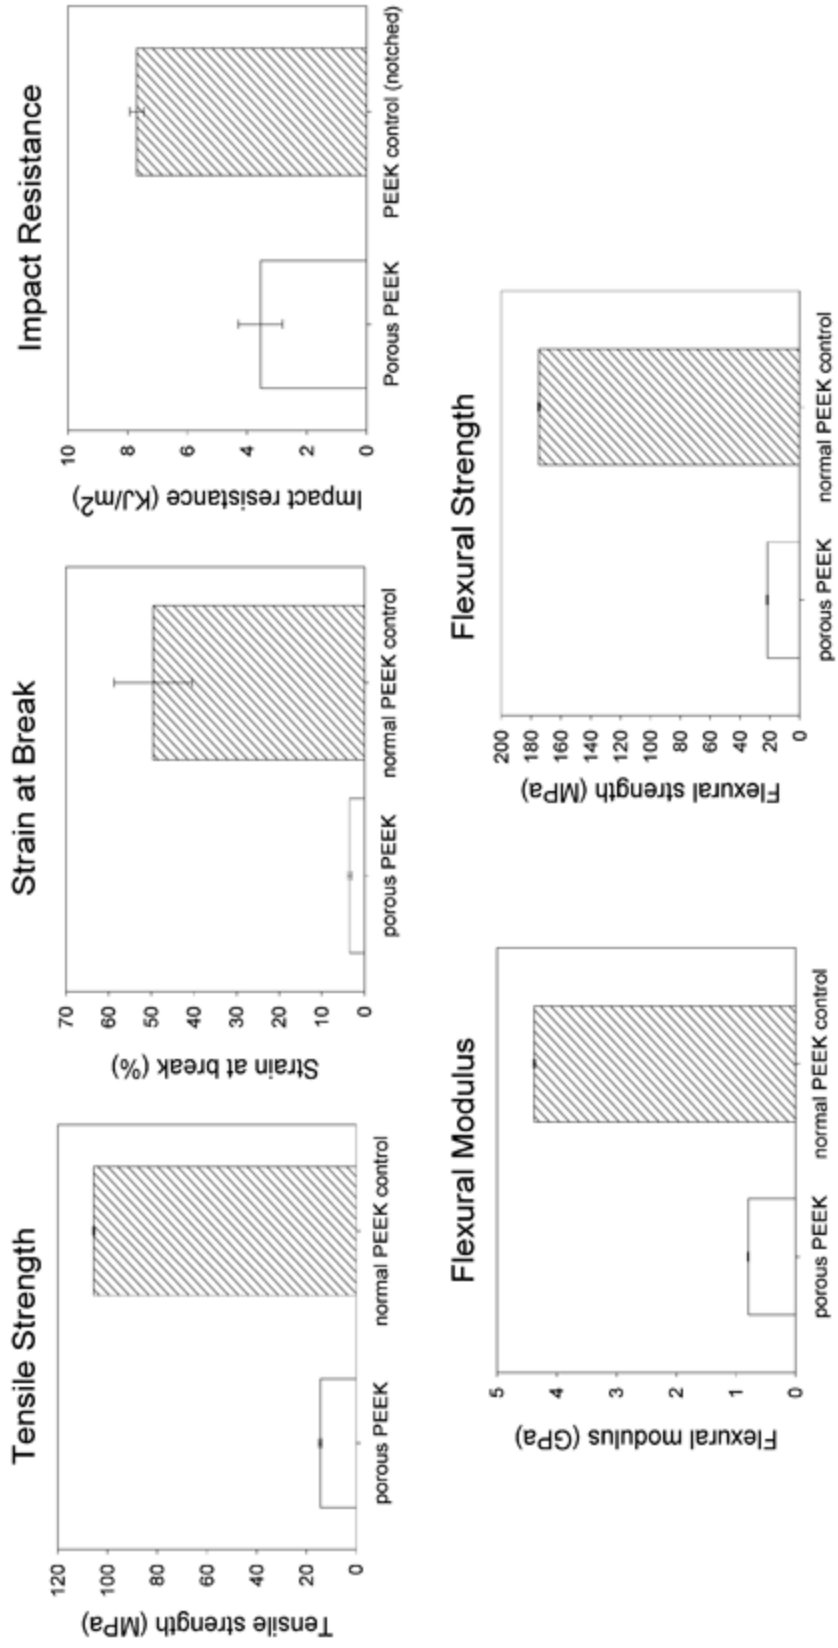 Tensile Strength
Tensile strength (MPa)
120
100
80
60
40
20
0
porous PEEK
normal PEEK control
Strain at Break
Strain at break (%)
70
60
50
40
30
20
10
0
porous PEEK
normal PEEK control
Impact Resistance
Impact resistance (KJ/m2)
10
8
6
4
2
0
Porous PEEK
PEEK control (notched)
Flexural Modulus
Flexural modulus (GPa)
5
4
3
2
1
0
porous PEEK
normal PEEK control
Flexural Strength
Flexural strength (MPa)
200
180
160
140
120
100
80
60
40
20
0
porous PEEK
normal PEEK control